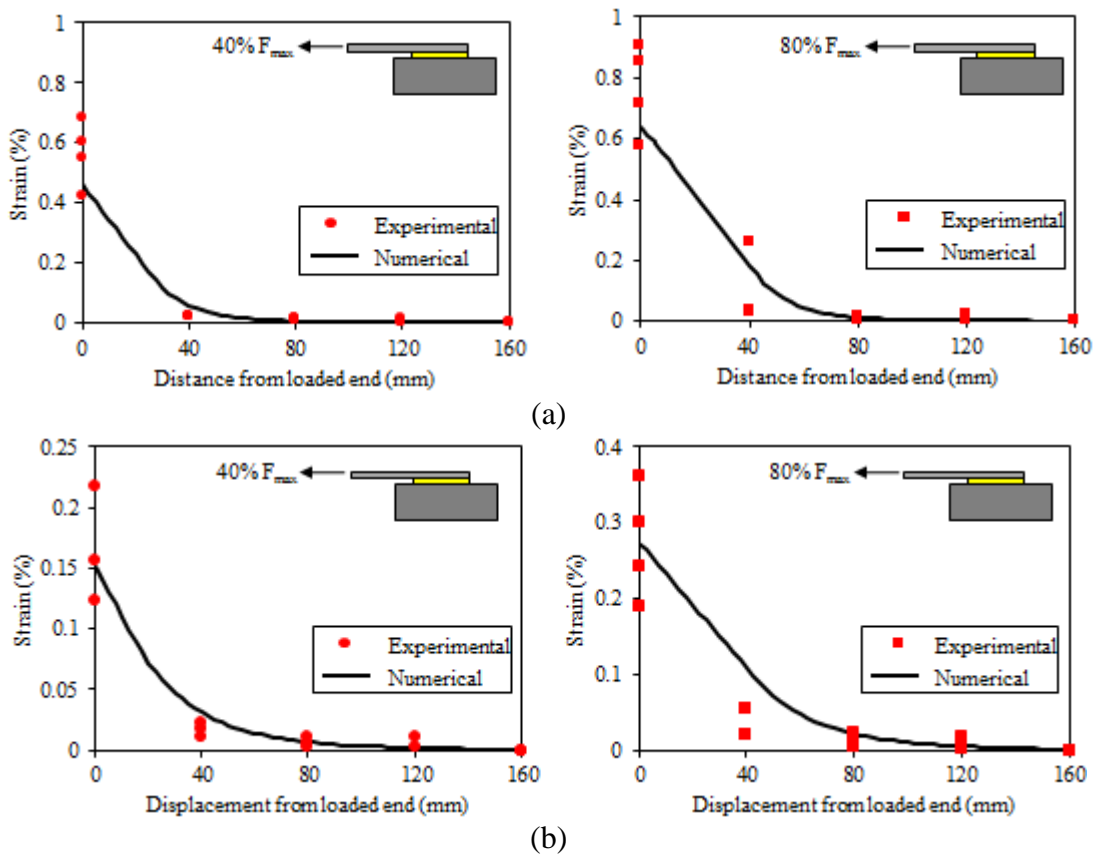 1
0.8
0.6
0.4
0.2
0
Strain (%)
40% Fmax
Experimental
Numerical
0 40 80 120 160
Distance from loaded end (mm)
1
0.8
0.6
0.4
0.2
0
Strain (%)
80% Fmax
Experimental
Numerical
0 40 80 120 160
Distance from loaded end (mm)
(a)
0.25
0.2
0.15
0.1
0.05
0
Strain (%)
40% Fmax
Experimental
Numerical
0 40 80 120 160
Displacement from loaded end (mm)
0.4
0.3
0.2
0.1
0
Strain (%)
80% Fmax
Experimental
Numerical
0 40 80 120 160
Displacement from loaded end (mm)
(b)